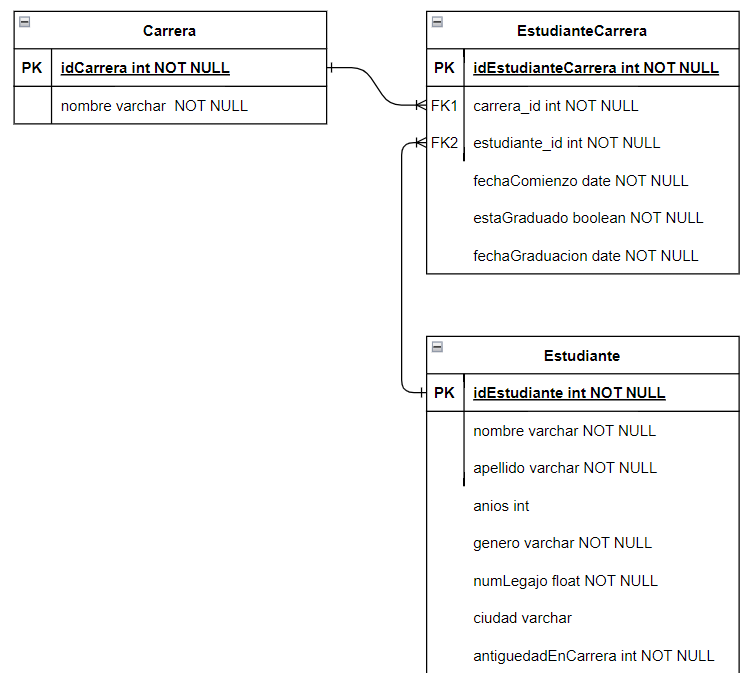 Carrera
PK idCarrera int NOT NULL
nombre varchar NOT NULL
EstudianteCarrera
PK idEstudianteCarrera int NOT NULL
FK1 carrera_id int NOT NULL
FK2 estudiante_id int NOT NULL
fechaComienzo date NOT NULL
estaGraduado boolean NOT NULL
fechaGraduacion date NOT NULL
Estudiante
PK idEstudiante int NOT NULL
nombre varchar NOT NULL
apellido varchar NOT NULL
anios int
genero varchar NOT NULL
numLegajo float NOT NULL
ciudad varchar
antiguedadEnCarrera int NOT NULL